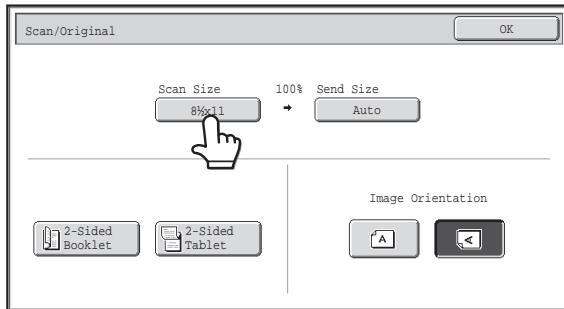 Scan/Original
OK
Scan Size
100%
Send Size
8½x11
Auto
2-Sided
Booklet
2-Sided
Tablet
Image Orientation
A
A